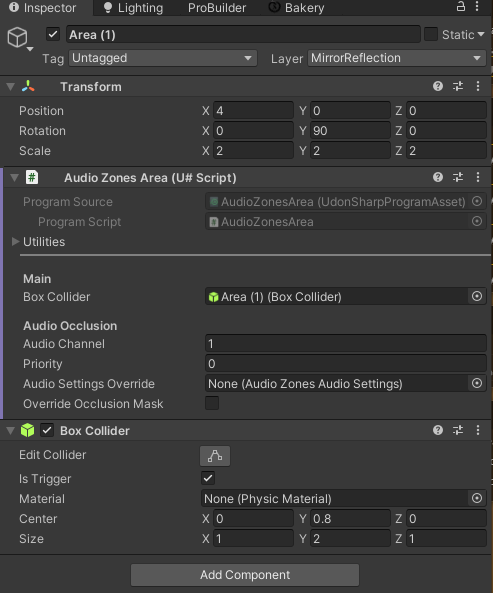 Inspector Lighting ProBuilder Bakery
Area (1) Static
Tag Untagged Layer MirrorReflection
Transform
Position X 4 Y 0 Z 0
Rotation X 0 Y 90 Z 0
Scale X 2 Y 2 Z 2
# Audio Zones Area (U# Script)
Program Source AudioZonesArea (UdonSharpProgramAsset)
Program Script # AudioZonesArea
Utilities
Main
Box Collider Area (1) (Box Collider)
Audio Occlusion
Audio Channel 1
Priority 0
Audio Settings Override None (Audio Zones Audio Settings)
Override Occlusion Mask
Box Collider
Edit Collider
Is Trigger
Material None (Physic Material)
Center X 0 Y 0.8 Z 0
Size X 1 Y 2 Z 1
Add Component